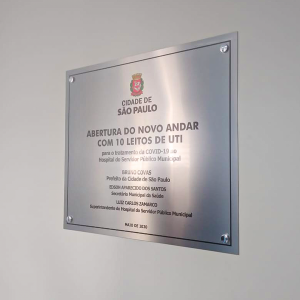 CIDADE DE
SÃO PAULO
ABERTURA DO NOVO ANDAR
COM 10 LEITOS DE UTI
para o tratamento da COVID-19 do
Hospital do Servidor Público Municipal
BRUNO COVAS
Prefeito da Cidade de São Paulo
EDSON APARECIDO DOS SANTOS
Secretário Municipal da Saúde
LUIZ CARLOS ZAMARCO
Superintendente do Hospital do Servidor Público Municipal
MAIO DE 2020